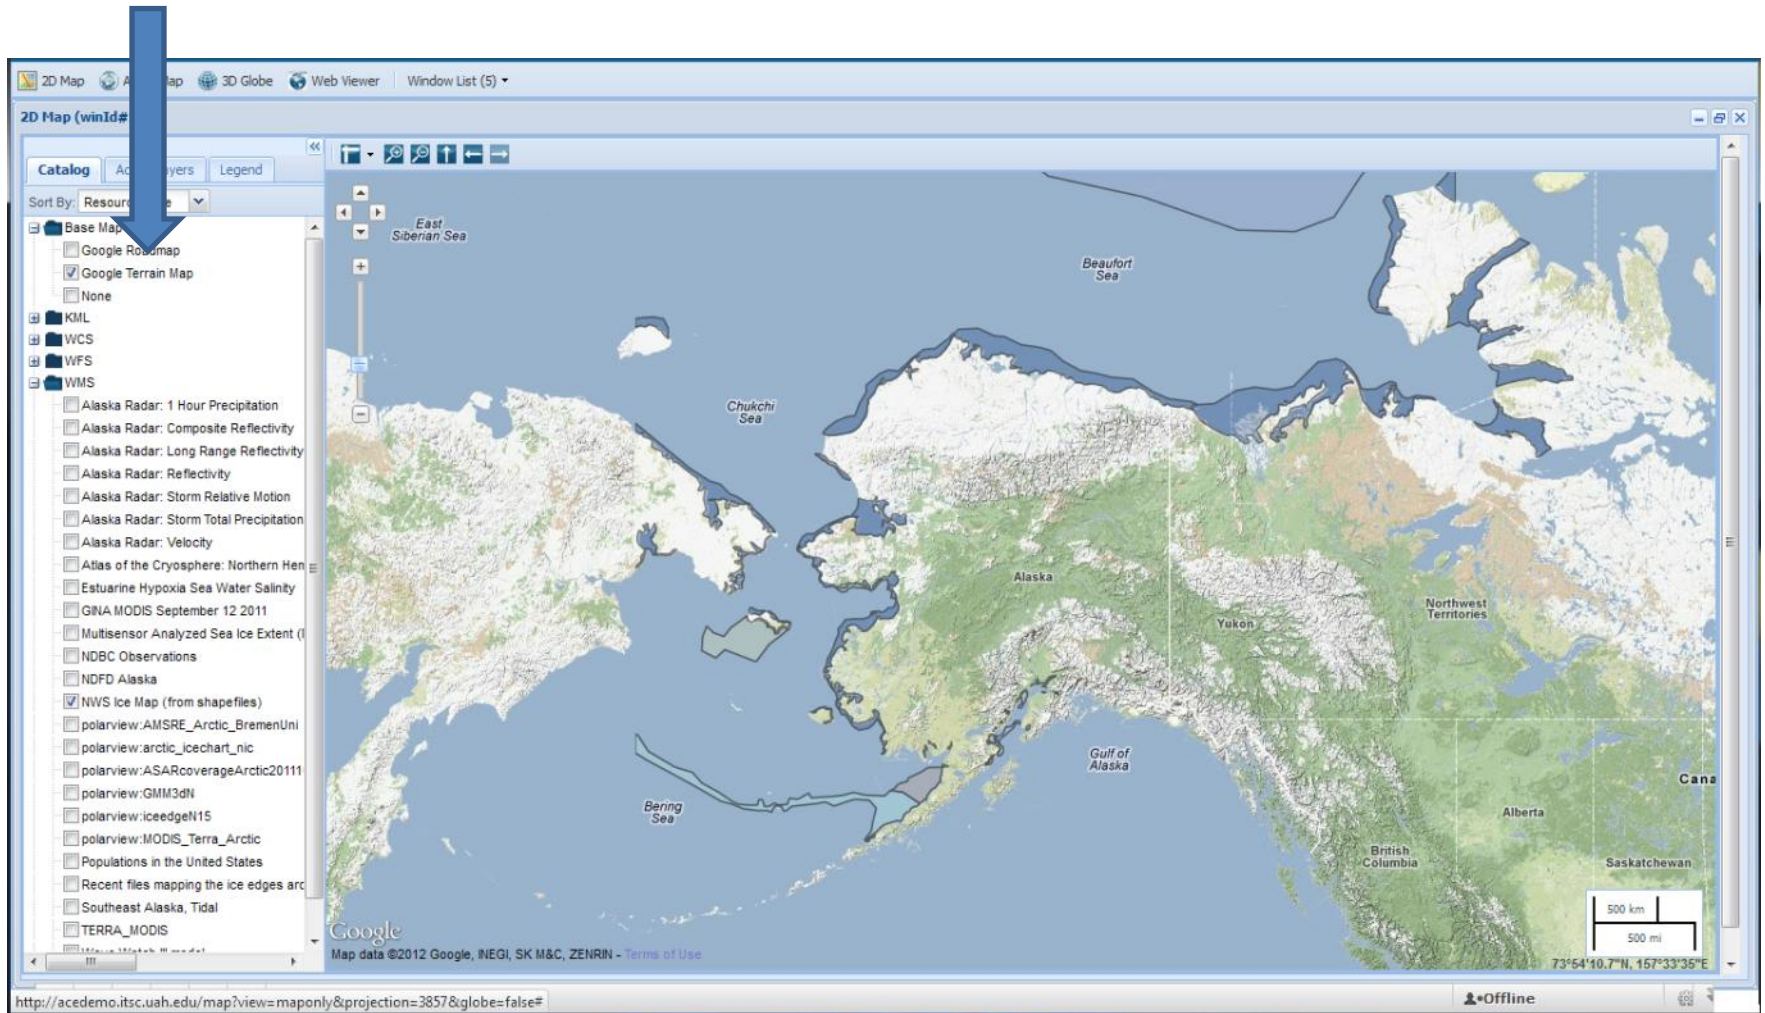 2D Map
3D Globe
Web Viewer
Window List (5)
2D Map (winId#
Catalog
Legend
Sort By:
Base Map
Google Roadmap
Google Terrain Map
None
KML
WCS
WFS
WMS
Alaska Radar: 1 Hour Precipitation
Alaska Radar: Composite Reflectivity
Alaska Radar: Long Range Reflectivity
Alaska Radar: Reflectivity
Alaska Radar: Storm Relative Motion
Alaska Radar: Storm Total Precipitation
Alaska Radar: Velocity
Atlas of the Cryosphere: Northern Hen
Estuarine Hypoxia Sea Water Salinity
GINA MODIS September 12 2011
Multisensor Analyzed Sea Ice Extent (
NDBC Observations
NDFD Alaska
NWS Ice Map (from shapefiles)
polarview:AMSRE_Arctic_BremenUni
polarview:arctic_icechart_nic
polarview:ASARcoverageArctic20111
polarview:GMM3dN
polarview:iceedgeN15
polarview:MODIS_Terra_Arctic
Populations in the United States
Recent files mapping the ice edges arc
Southeast Alaska, Tidal
TERRA_MODIS
East
Siberian Sea
Beaufort
Sea
Chukchi
Sea
Alaska
Northwest
Territories
Yukon
Gulf of
Alaska
Cana
Bering
Sea
Alberta
British
Columbia
Saskatchewan
500 km
500 mi
Google
Map data ©2012 Google, INEGI, SK M&C, ZENRIN - Terms of Use
73°54'10.7"N, 157°33'35"E
http://acedemo.itsc.uah.edu/map?view=maponly&projection=3857&globe=false#
Offline